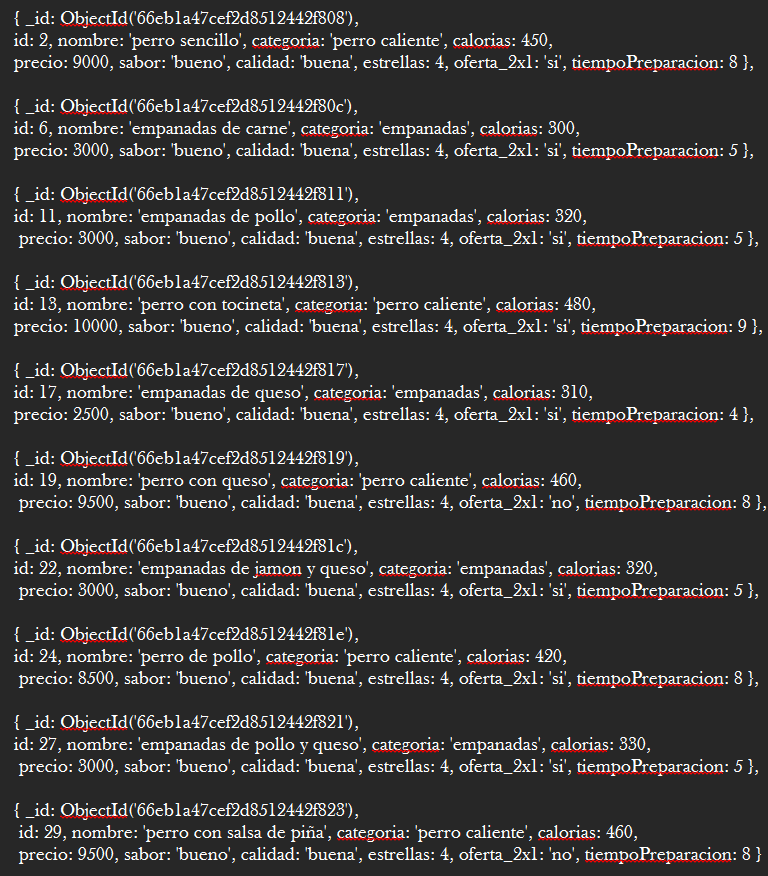 { _id: ObjectId('66eb1a47cef2d8512442f808'),
id: 2, nombre: 'perro sencillo', categoria: 'perro caliente', calorias: 450,
precio: 9000, sabor: 'bueno', calidad: 'buena', estrellas: 4, oferta_2x1: 'si', tiempoPreparacion: 8 },
{ _id: ObjectId('66eb1a47cef2d8512442f80c'),
id: 6, nombre: 'empanadas de carne', categoria: 'empanadas', calorias: 300,
precio: 3000, sabor: 'bueno', calidad: 'buena', estrellas: 4, oferta_2x1: 'si', tiempoPreparacion: 5 },
{ _id: ObjectId('66eb1a47cef2d8512442f811'),
id: 11, nombre: 'empanadas de pollo', categoria: 'empanadas', calorias: 320,
precio: 3000, sabor: 'bueno', calidad: 'buena', estrellas: 4, oferta_2x1: 'si', tiempoPreparacion: 5 },
{ _id: ObjectId('66eb1a47cef2d8512442f813'),
id: 13, nombre: 'perro con tocineta', categoria: 'perro caliente', calorias: 480,
precio: 10000, sabor: 'bueno', calidad: 'buena', estrellas: 4, oferta_2x1: 'si', tiempoPreparacion: 9 },
{ _id: ObjectId('66eb1a47cef2d8512442f817'),
id: 17, nombre: 'empanadas de queso', categoria: 'empanadas', calorias: 310,
precio: 2500, sabor: 'bueno', calidad: 'buena', estrellas: 4, oferta_2x1: 'si', tiempoPreparacion: 4 },
{ _id: ObjectId('66eb1a47cef2d8512442f819'),
id: 19, nombre: 'perro con queso', categoria: 'perro caliente', calorias: 460,
precio: 9500, sabor: 'bueno', calidad: 'buena', estrellas: 4, oferta_2x1: 'no', tiempoPreparacion: 8 },
{ _id: ObjectId('66eb1a47cef2d8512442f81c'),
id: 22, nombre: 'empanadas de jamon y queso', categoria: 'empanadas', calorias: 320,
precio: 3000, sabor: 'bueno', calidad: 'buena', estrellas: 4, oferta_2x1: 'si', tiempoPreparacion: 5 },
{ _id: ObjectId('66eb1a47cef2d8512442f81e'),
id: 24, nombre: 'perro de pollo', categoria: 'perro caliente', calorias: 420,
precio: 8500, sabor: 'bueno', calidad: 'buena', estrellas: 4, oferta_2x1: 'si', tiempoPreparacion: 8 },
{ _id: ObjectId('66eb1a47cef2d8512442f821'),
id: 27, nombre: 'empanadas de pollo y queso', categoria: 'empanadas', calorias: 330,
precio: 3000, sabor: 'bueno', calidad: 'buena', estrellas: 4, oferta_2x1: 'si', tiempoPreparacion: 5 },
{ _id: ObjectId('66eb1a47cef2d8512442f823'),
id: 29, nombre: 'perro con salsa de piña', categoria: 'perro caliente', calorias: 460,
precio: 9500, sabor: 'bueno', calidad: 'buena', estrellas: 4, oferta_2x1: 'no', tiempoPreparacion: 8 }